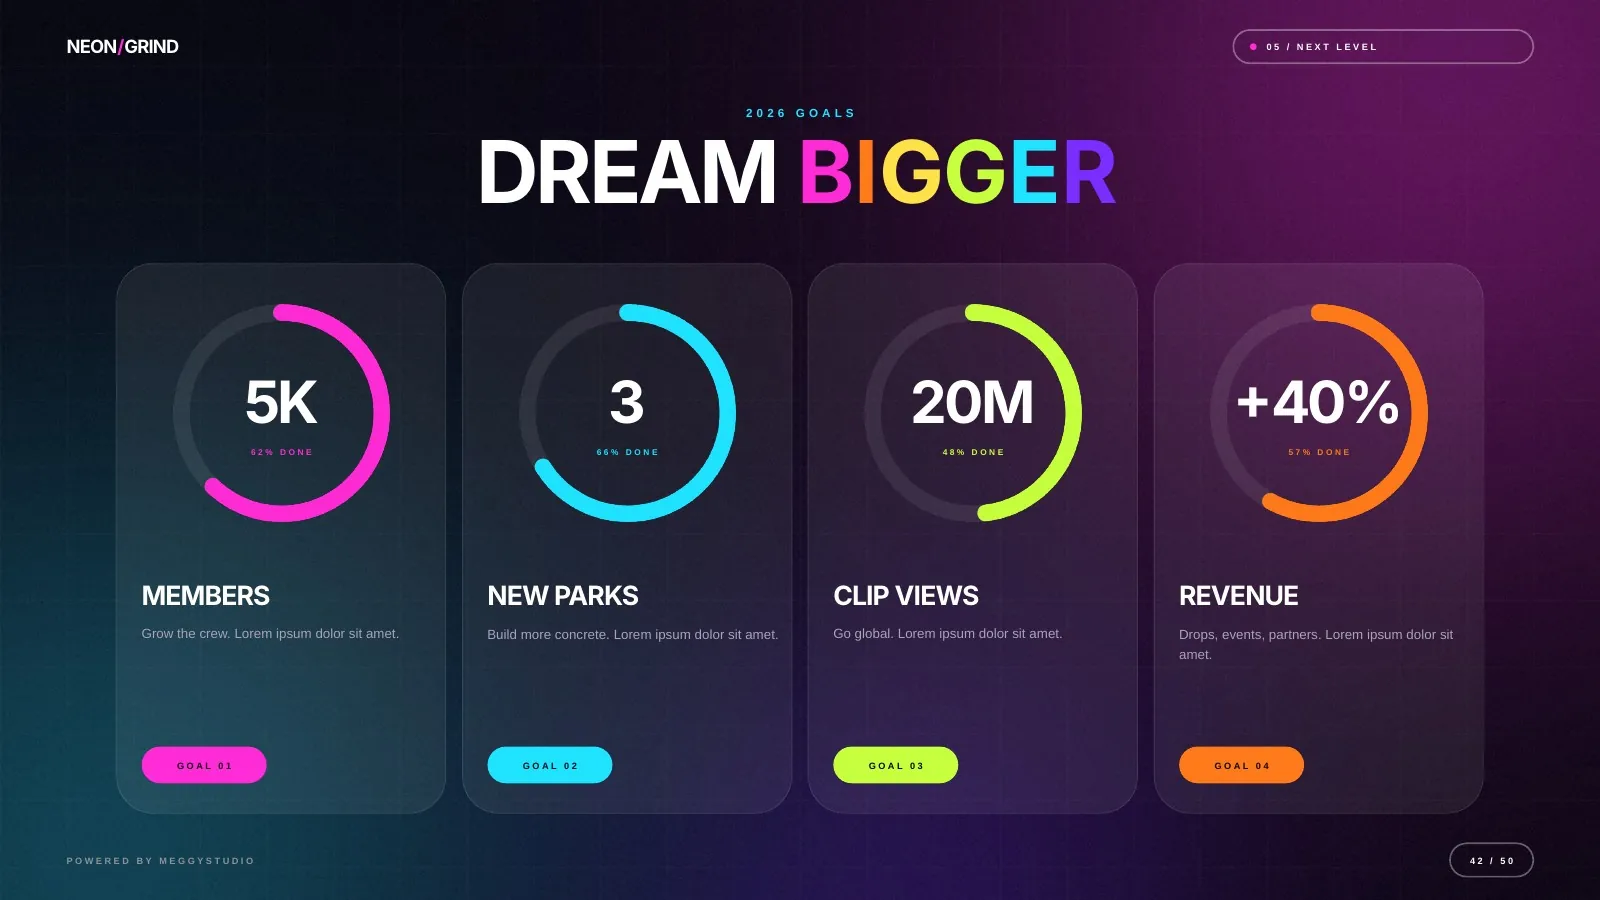 NEON/GRIND
05 / NEXT LEVEL
2026 GOALS
DREAM BIGGER
5K
62% DONE
MEMBERS
Grow the crew. Lorem ipsum dolor sit amet.
GOAL 01
3
66% DONE
NEW PARKS
Build more concrete. Lorem ipsum dolor sit amet.
GOAL 02
20M
48% DONE
CLIP VIEWS
Go global. Lorem ipsum dolor sit amet.
GOAL 03
+40%
57% DONE
REVENUE
Drops, events, partners. Lorem ipsum dolor sit
amet.
GOAL 04
POWERED BY MEGGYSTUDIO
42 / 50